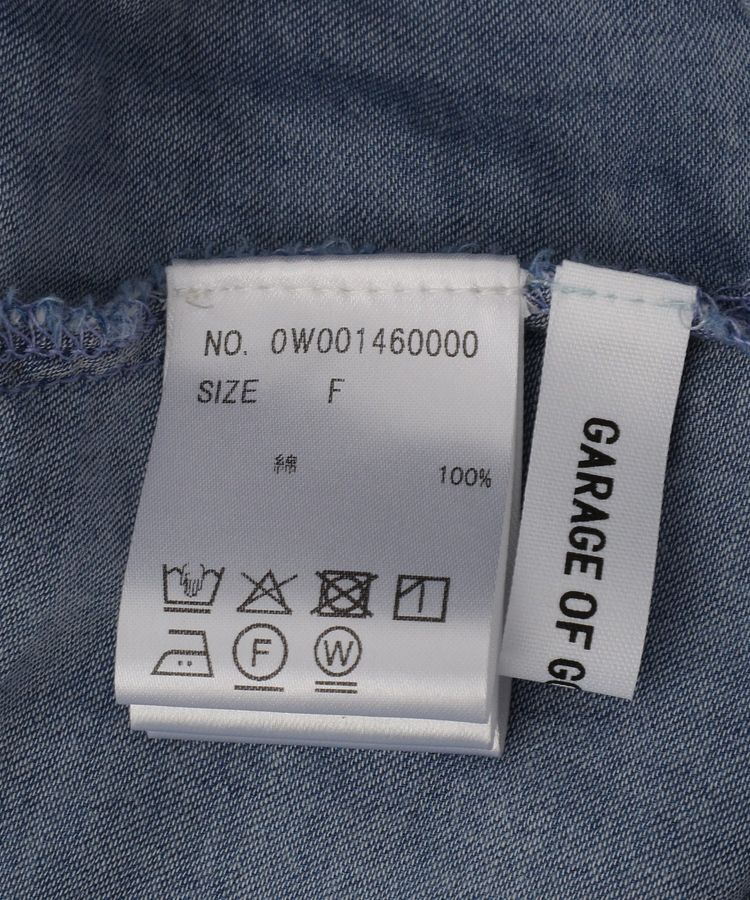 NO. 0W001460000
SIZE F
綿 100%
F
W
GARAGE OF G